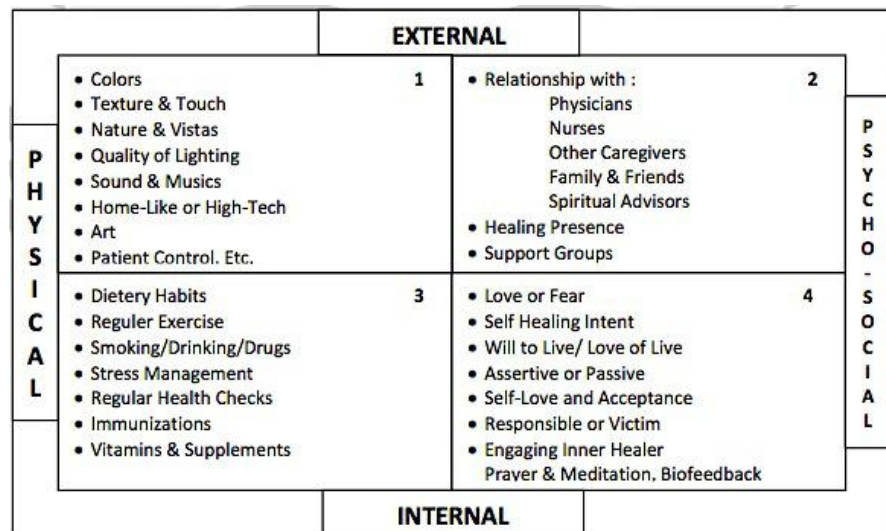 EXTERNAL
PHYSICAL
• Colors 1
• Texture & Touch
• Nature & Vistas
• Quality of Lighting
• Sound & Musics
• Home-Like or High-Tech
• Art
• Patient Control. Etc.
• Relationship with : 2
Physicians
Nurses
Other Caregivers
Family & Friends
Spiritual Advisors
• Healing Presence
• Support Groups
PSYCHO-SOCIAL
• Dietery Habits 3
• Reguler Exercise
• Smoking/Drinking/Drugs
• Stress Management
• Regular Health Checks
• Immunizations
• Vitamins & Supplements
• Love or Fear 4
• Self Healing Intent
• Will to Live/ Love of Live
• Assertive or Passive
• Self-Love and Acceptance
• Responsible or Victim
• Engaging Inner Healer
Prayer & Meditation, Biofeedback
INTERNAL